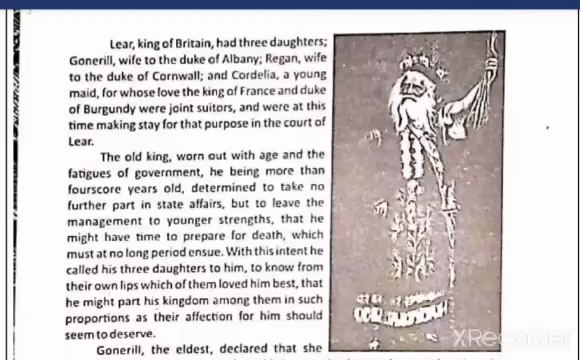 Lear, king of Britain, had three daughters;
Gonerill, wife to the duke of Albany; Regan, wife
to the duke of Cornwall; and Cordelia, a young
maid, for whose love the king of France and duke
of Burgundy were joint suitors, and were at this
time making stay for that purpose in the court of
Lear.
The old king, worn out with age and the
fatigues of government, he being more than
fourscore years old, determined to take no
further part in state affairs, but to leave the
management to younger strengths, that he
might have time to prepare for death, which
must at no long period ensue. With this intent he
called his three daughters to him, to know from
their own lips which of them loved him best, that
he might part his kingdom among them in such
proportions as their affection for him should
seem to deserve.
Gonerill, the eldest, declared that she
XRecorder